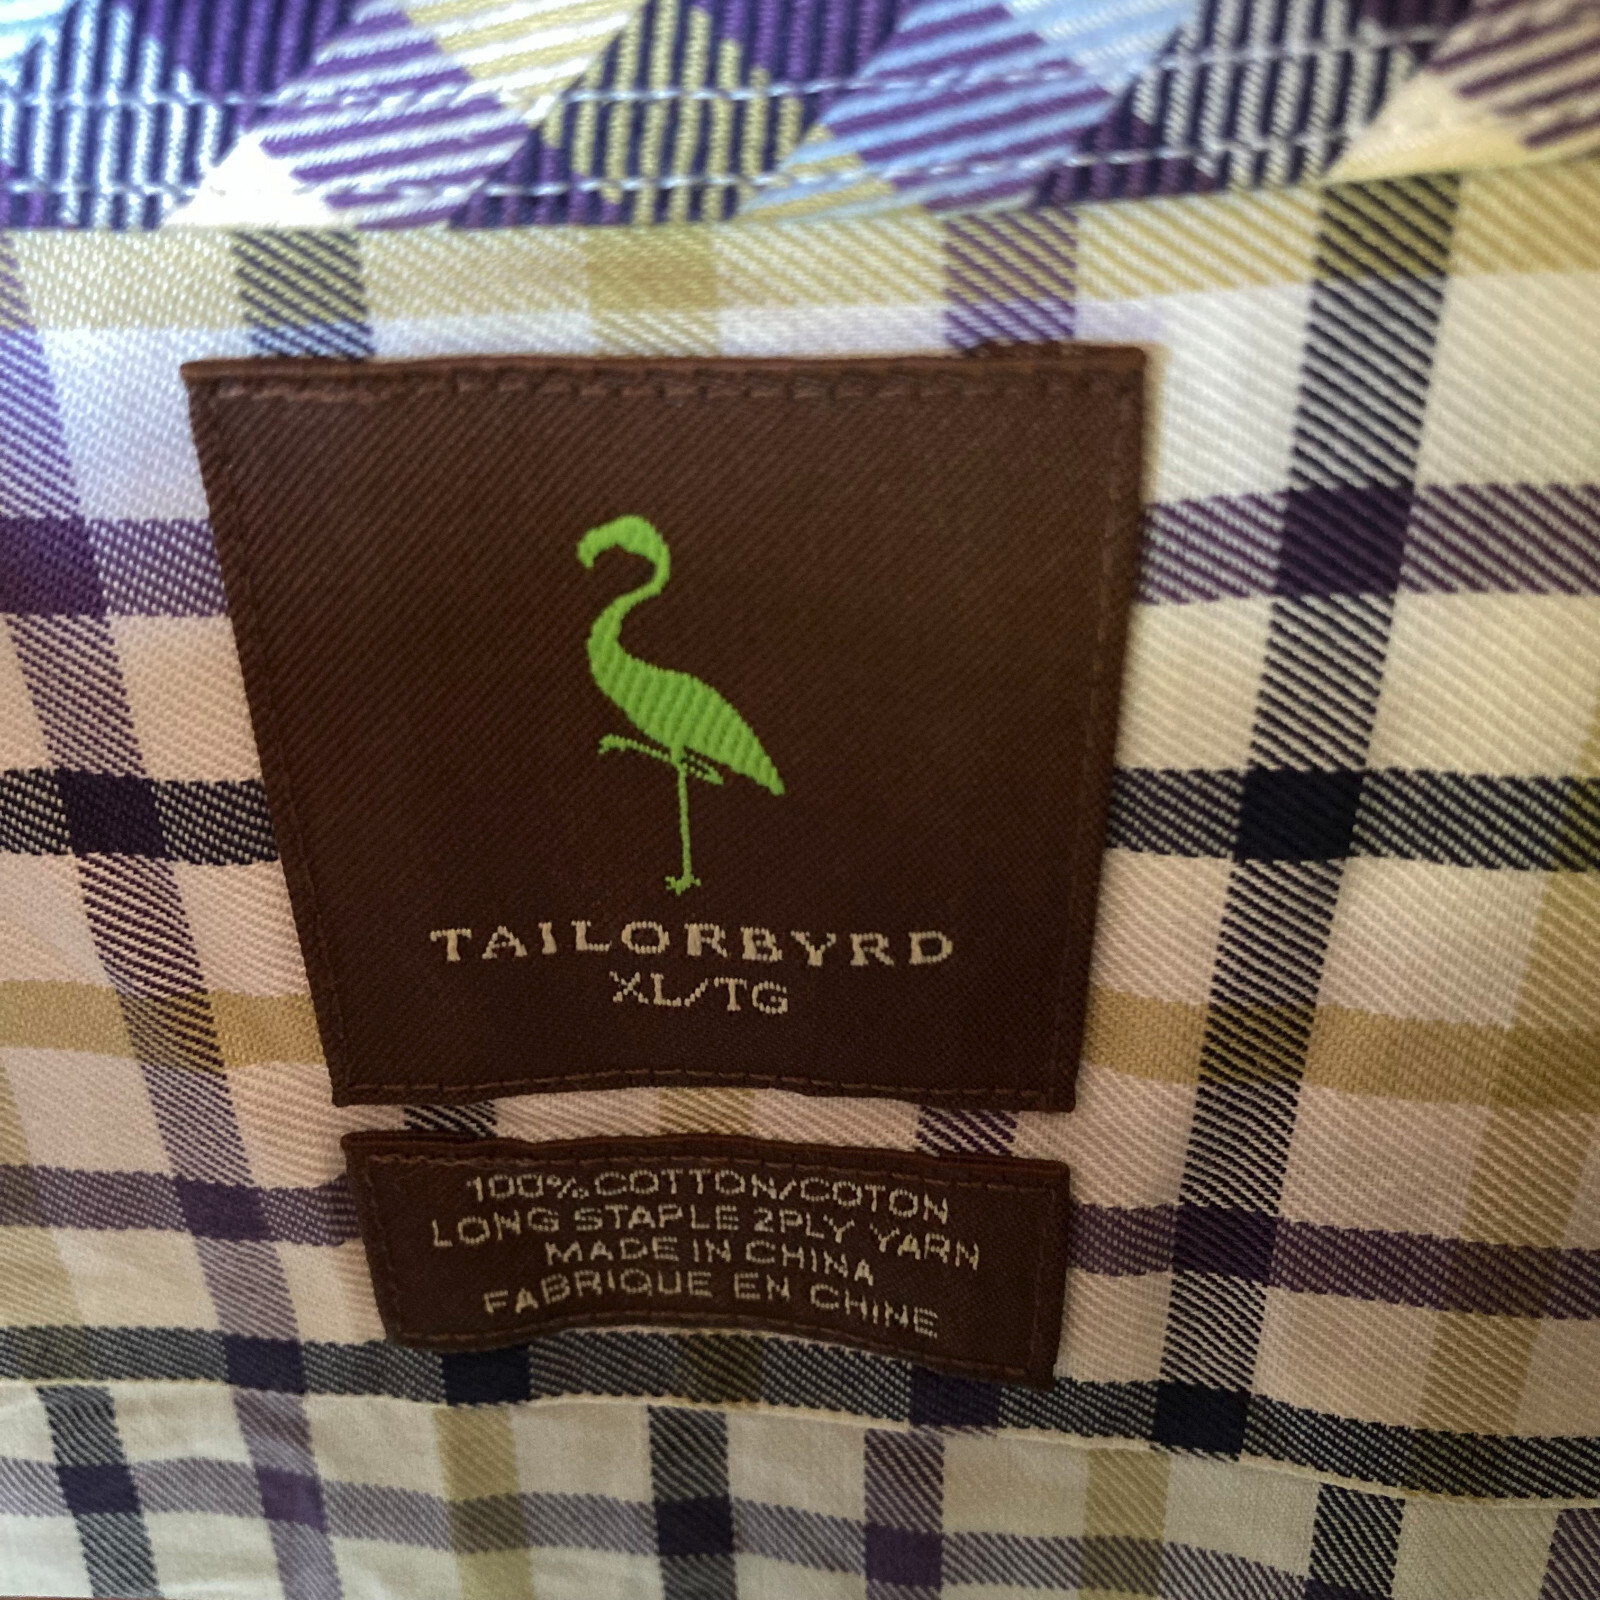 TAILORBYRD
XL/TG
100% COTTON/COTON
LONG STAPLE 2PLY YARN
MADE IN CHINA
FABRIQUE EN CHINE